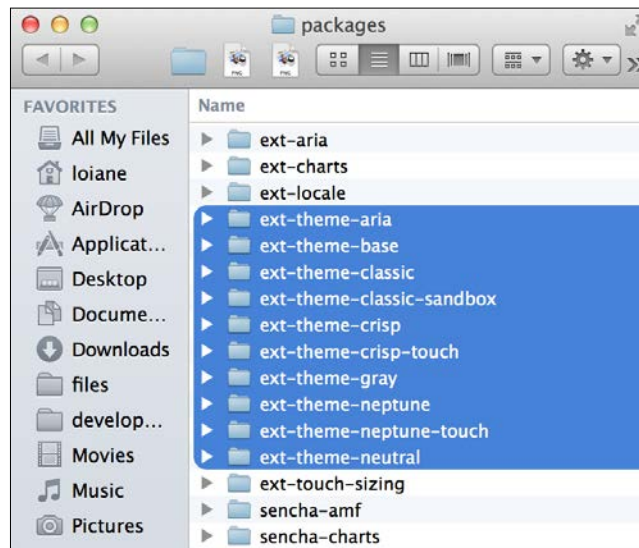 packages
PNG
PNG
FAVORITES
All My Files
loiane
AirDrop
Applicat...
Desktop
Docume...
Downloads
files
develop...
Movies
Music
Pictures
Name
ext-aria
ext-charts
ext-locale
ext-theme-aria
ext-theme-base
ext-theme-classic
ext-theme-classic-sandbox
ext-theme-crisp
ext-theme-crisp-touch
ext-theme-gray
ext-theme-neptune
ext-theme-neptune-touch
ext-theme-neutral
ext-touch-sizing
sencha-amf
sencha-charts